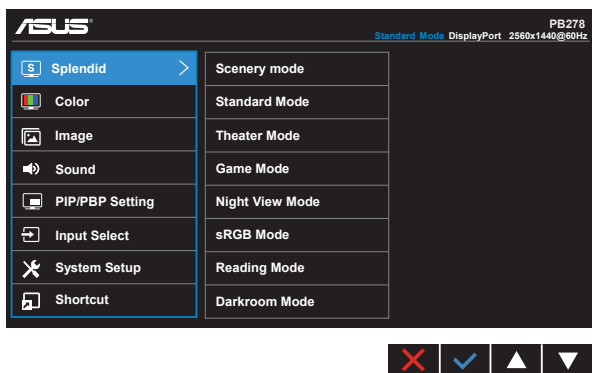 ASUS
PB278
Standard Mode DisplayPort 2560x1440@60Hz
S Splendid
Color
Image
Sound
PIP/PBP Setting
Input Select
System Setup
Shortcut
Scenery mode
Standard Mode
Theater Mode
Game Mode
Night View Mode
sRGB Mode
Reading Mode
Darkroom Mode